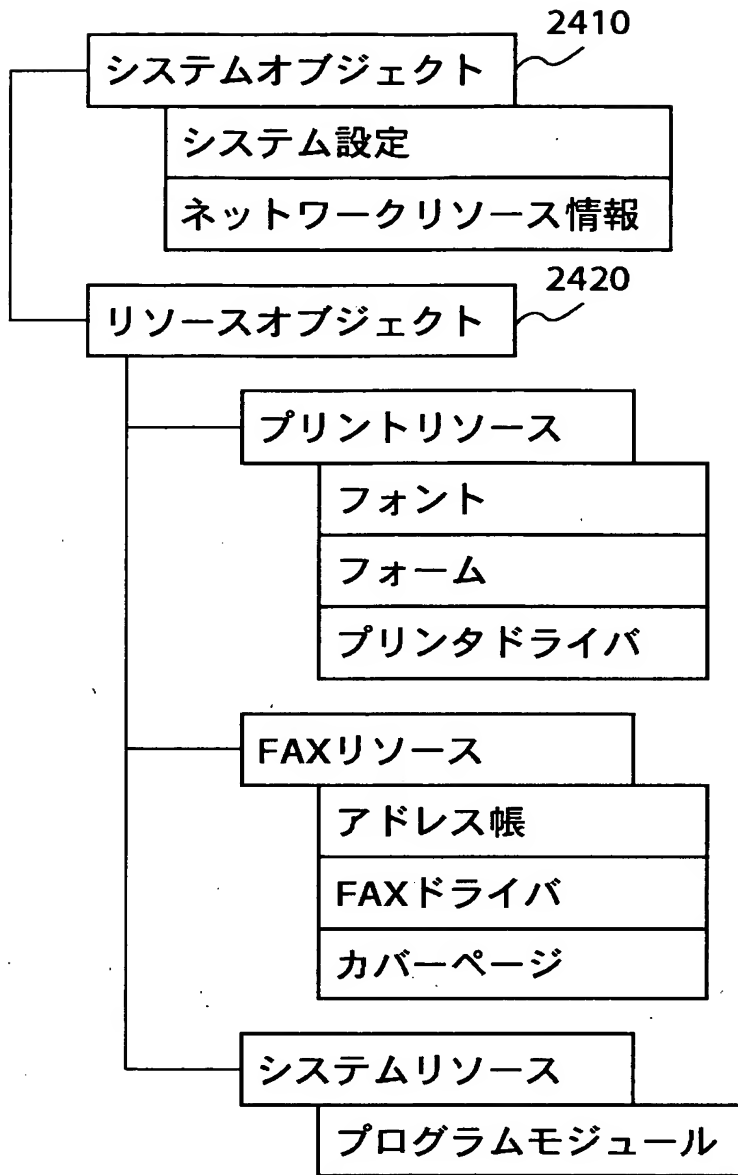 2410
システムオブジェクト
システム設定
ネットワークリソース情報
2420
リソースオブジェクト
プリントリソース
フォント
フォーム
プリンタドライバ
FAXリソース
アドレス帳
FAXドライバ
カバーページ
システムリソース
プログラムモジュール